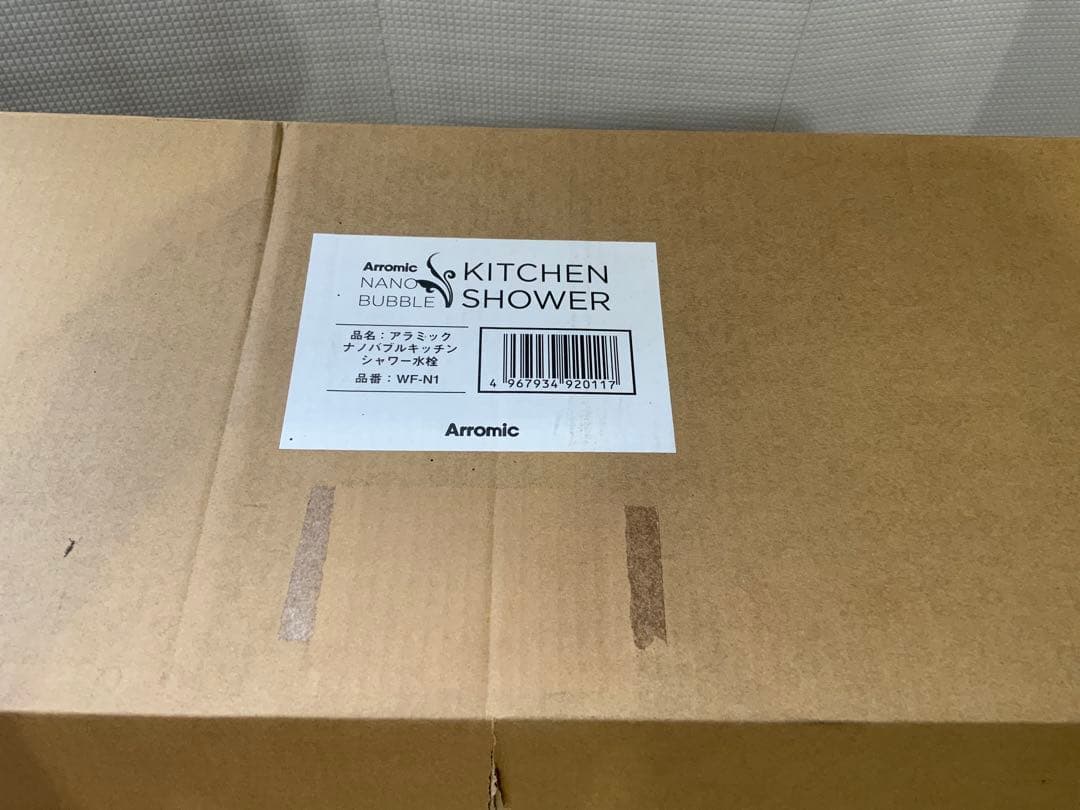 Arromic
NANO
BUBBLE
KITCHEN
SHOWER
品名：アラミック
ナノバブルキッチン
シャワー水栓
品番：WF-N1
4 967934 920117
Arromic